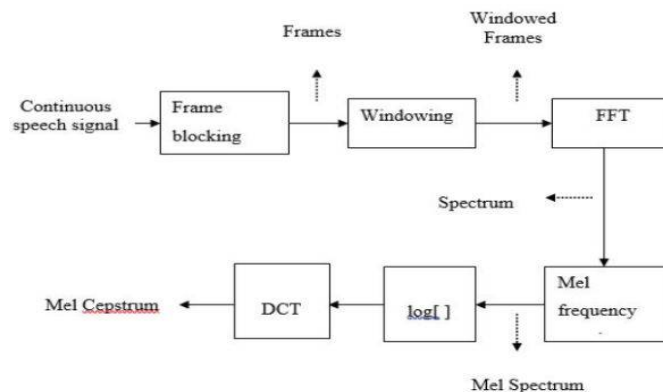 Frames
Windowed
Frames
Continuous
speech signal
Frame
blocking
Windowing
FFT
Spectrum
Mel
frequency
log[ ]
DCT
Mel Cepstrum
Mel Spectrum